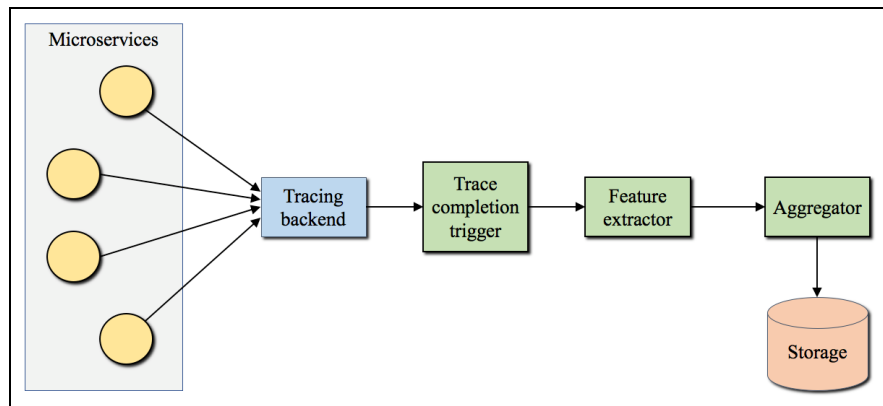 Microservices
Tracing
backend
Trace
completion
trigger
Feature
extractor
Aggregator
Storage